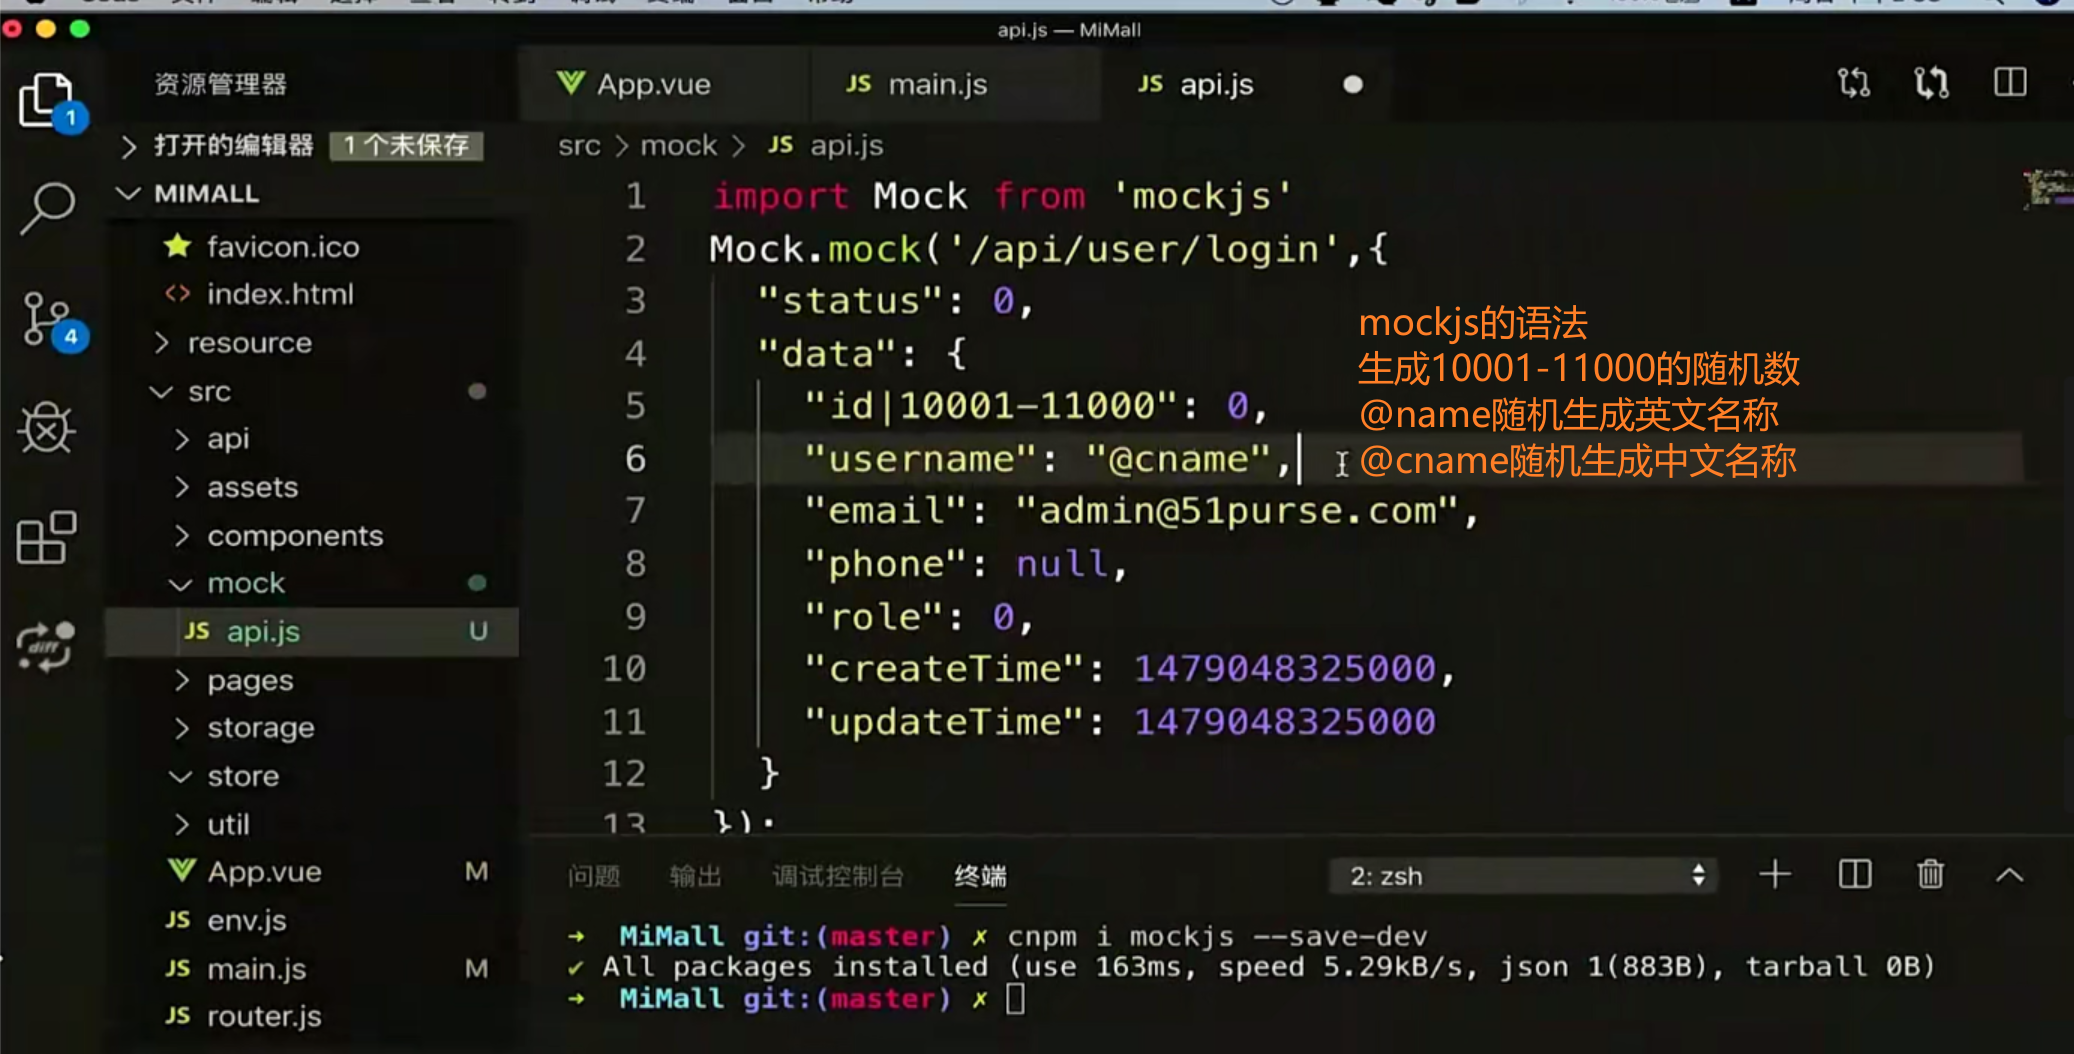 api.js — MiMall
资源管理器
App.vue
JS main.js
JS api.js
1
打开的编辑器 1 个未保存
src > mock > JS api.js
MIMALL
favicon.ico
<> index.html
resource
src
api
assets
components
mock
JS api.js U
pages
storage
store
util
App.vue M
JS env.js
JS main.js M
JS router.js
4
diff
1 import Mock from 'mockjs'
2 Mock.mock('/api/user/login',{
3 "status": 0,
4 "data": {
5 "id|10001-11000": 0,
6 "username": "@cname",
7 "email": "admin@51purse.com",
8 "phone": null,
9 "role": 0,
10 "createTime": 1479048325000,
11 "updateTime": 1479048325000
12 }
13 });
mockjs的语法
生成10001-11000的随机数
@name随机生成英文名称
@cname随机生成中文名称
问题 输出 调试控制台 终端 2: zsh
→ MiMall git:(master) ✗ cnpm i mockjs --save-dev
✓ All packages installed (use 163ms, speed 5.29kB/s, json 1(883B), tarball 0B)
→ MiMall git:(master) ✗